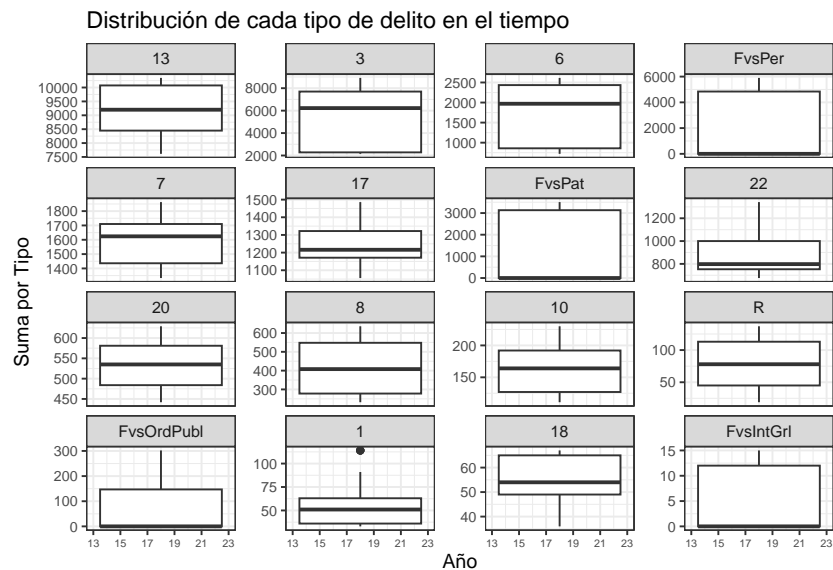 Distribución de cada tipo de delito en el tiempo
13 3 6 FvsPer
10000 9500 9000 8500 8000 7500
8000 6000 4000 2000
2500 2000 1500 1000
6000 4000 2000 0
7 17 FvsPat 22
1800 1700 1600 1500 1400
1500 1400 1300 1200 1100
3000 2000 1000 0
1200 1000 800
20 8 10 R
600 550 500 450
600 500 400 300
200 150
100 50
FvsOrdPubl 1 18 FvsIntGrl
300 200 100 0
100 75 50
60 50 40
15 10 5 0
13 15 17 19 21 23 13 15 17 19 21 23 13 15 17 19 21 23 13 15 17 19 21 23
Año
Suma por Tipo